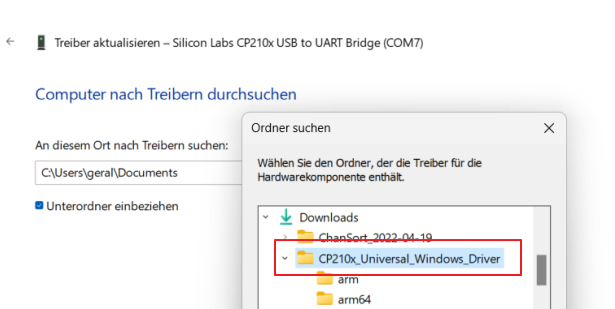 Treiber aktualisieren – Silicon Labs CP210x USB to UART Bridge (COM7)
Computer nach Treibern durchsuchen
Ordner suchen
An diesem Ort nach Treibern suchen:
Wählen Sie den Ordner, der die Treiber für die
Hardwarekomponente enthält.
C:\Users\geral\Documents
Unterordner einbeziehen
Downloads
ChanSort_2022-04-19
CP210x_Universal_Windows_Driver
arm
arm64